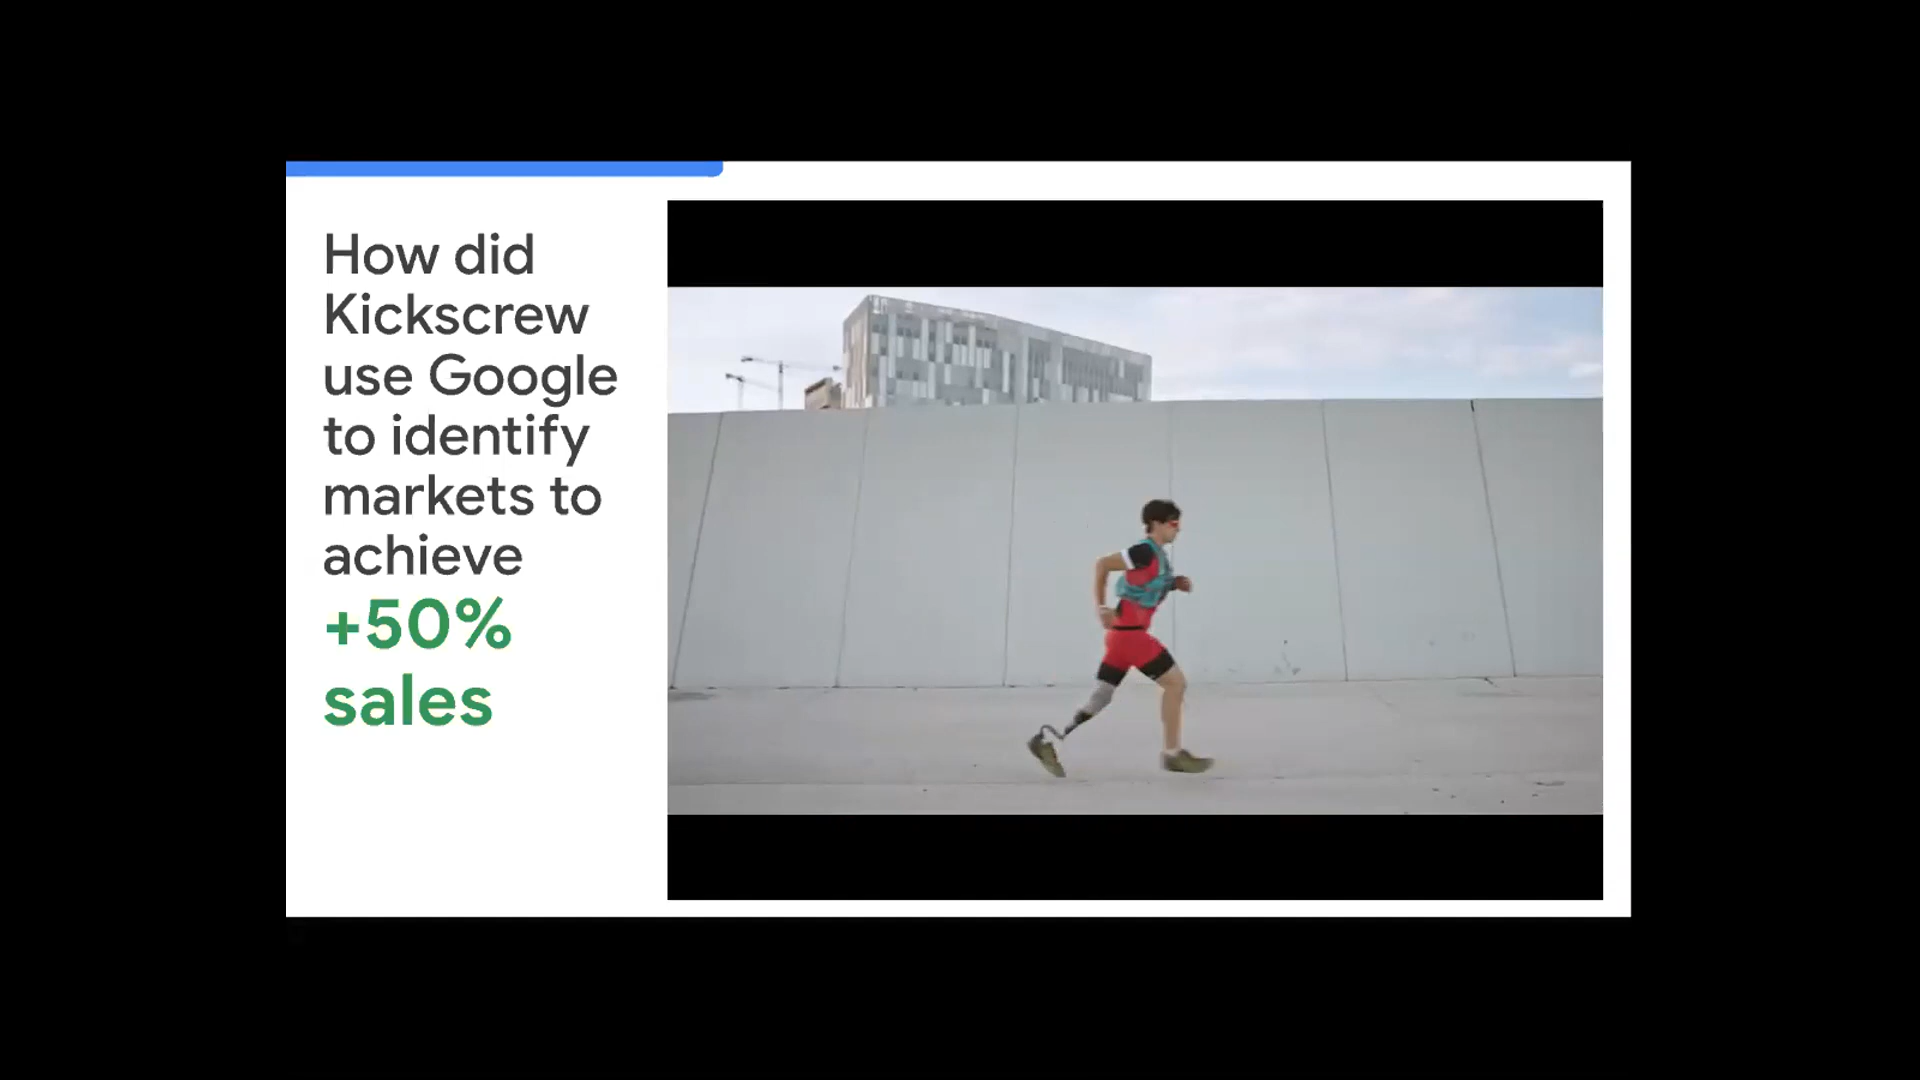 How did
Kickscrew
use Google
to identify
markets to
achieve
+50%
sales